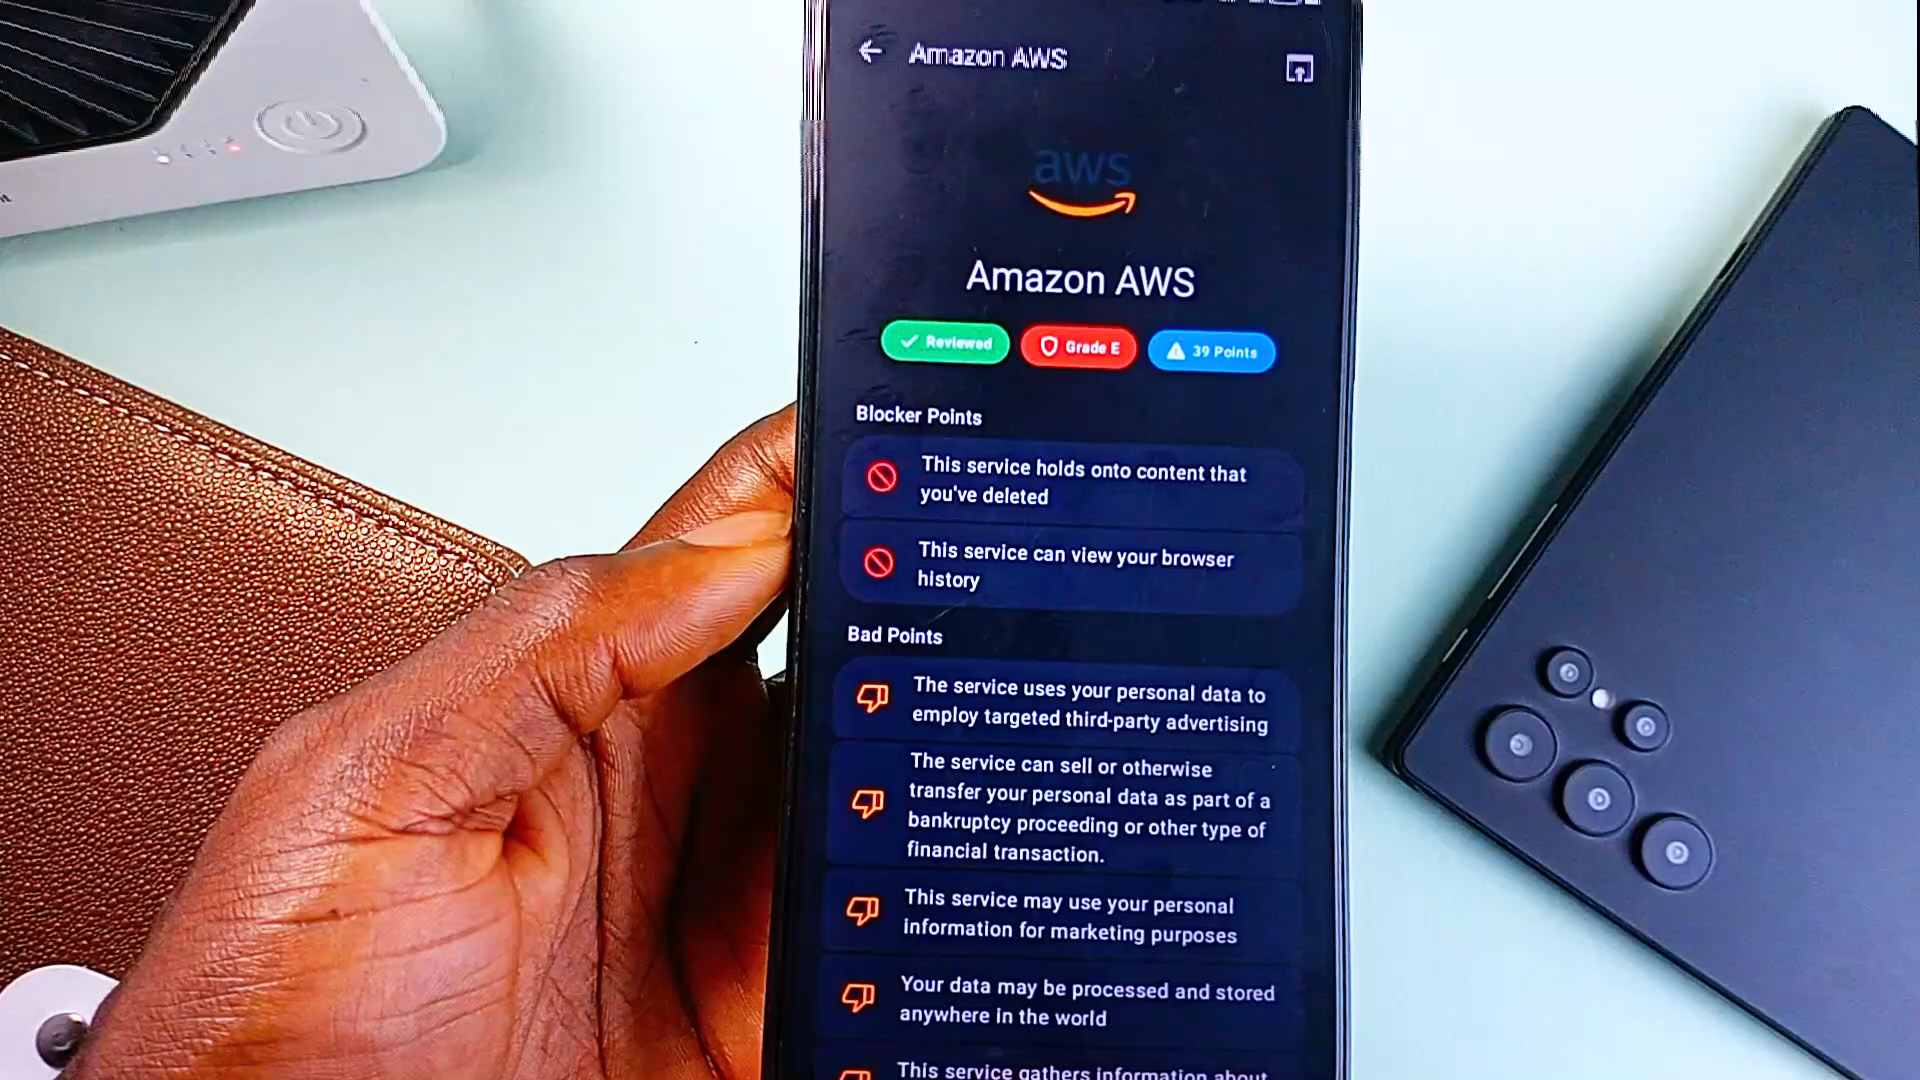 Amazon AWS
aws
Amazon AWS
Reviewed
Grade E
39 Points
Blocker Points
This service holds onto content that
you've deleted
This service can view your browser
history
Bad Points
The service uses your personal data to
employ targeted third-party advertising
The service can sell or otherwise
transfer your personal data as part of a
bankruptcy proceeding or other type of
financial transaction.
This service may use your personal
information for marketing purposes
Your data may be processed and stored
anywhere in the world
This service gathers information about